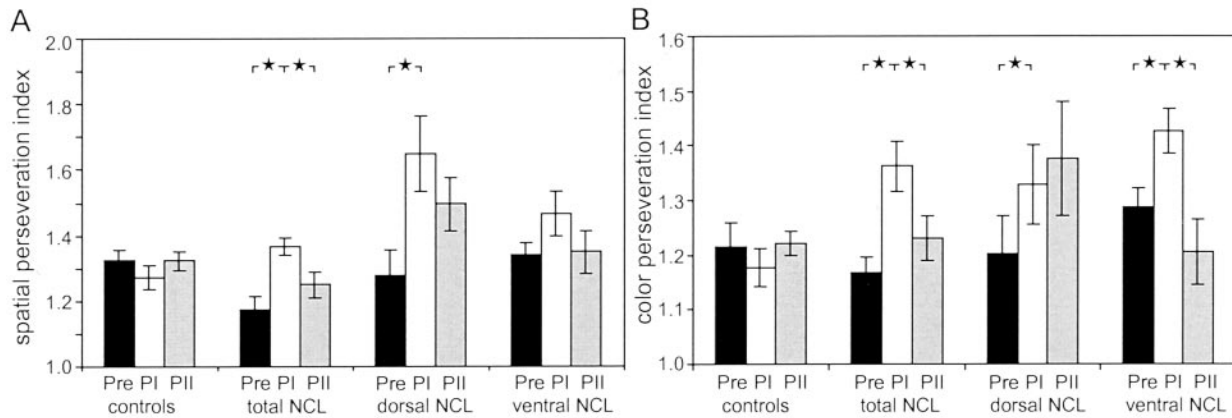 A
spatial perseveration index
2.0
1.8
1.6
1.4
1.2
1.0
★ ★
★
Pre PI PII
controls
Pre PI PII
total NCL
Pre PI PII
dorsal NCL
Pre PI PII
ventral NCL
B
color perseveration index
1.6
1.5
1.4
1.3
1.2
1.1
1.0
★ ★
★
★ ★
Pre PI PII
controls
Pre PI PII
total NCL
Pre PI PII
dorsal NCL
Pre PI PII
ventral NCL